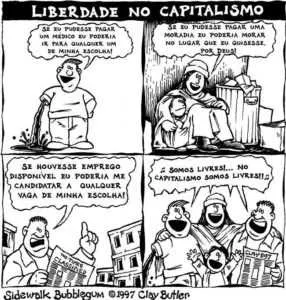 LIBERDADE NO CAPITALISMO
SE EU PUDESSE PAGAR
UM MÉDICO EU PODERIA
IR PARA QUALQUER UM
DE MINHA ESCOLHA!
SE EU PUDESSE PAGAR UMA
MORADIA EU PODERIA MORAR
NO LUGAR QUE EU QUISESSE,
POR DEUS!
SE HOUVESSE EMPREGO
DISPONÍVEL EU PODERIA ME
CANDIDATAR A QUALQUER
VAGA DE MINHA ESCOLHA!
♫ SOMOS LIVRES!... NO
CAPITALISMO SOMOS LIVRES!! ♫
Sidewalk Bubblegum ©1997 Clay Butler